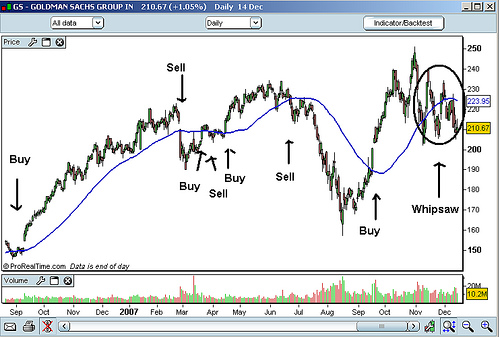 GS - GOLDMAN SACHS GROUP IN 210.67 (+1.05%) Daily 14 Dec
All data Daily Indicator/Backtest
Price
250
240
230
223.95
210.67
200
190
180
170
160
150
Sell
Buy
Buy
Sell
Buy
Sell
Buy
Whipsaw
© ProRealTime.com Data is end of day
Volume
20M
10.2M
Sep Oct Nov Dec 2007 Feb Mar Apr May Jun Jul Aug Sep Oct Nov Dec